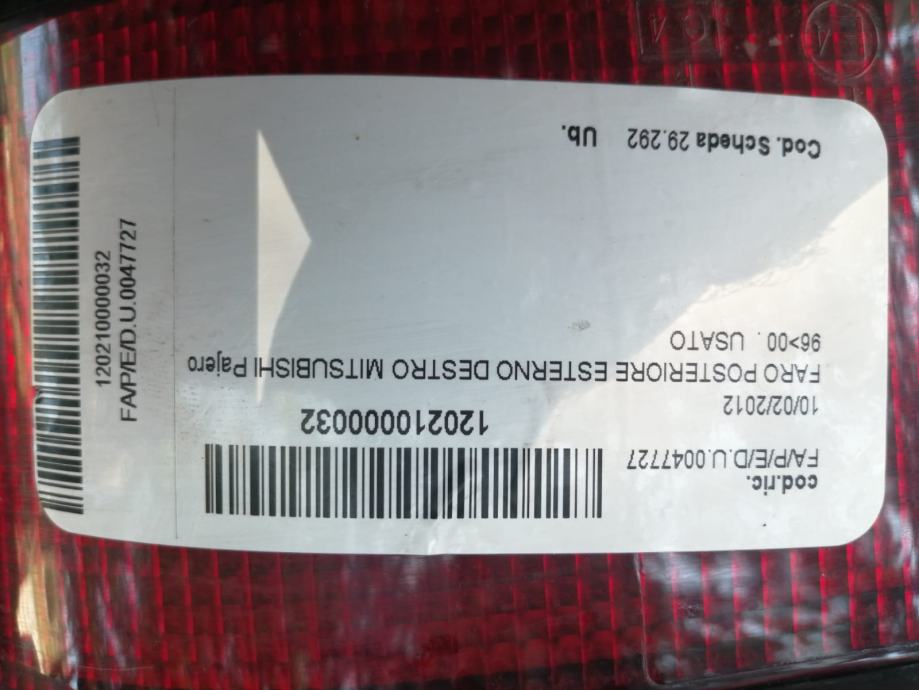 cod.ric.
FA/P/E/D.U.0047727
120210000032
10/02/2012
FARO POSTERIORE ESTERNO DESTRO MITSUBISHI Pajero
96>00 . USATO
Cod. Scheda 29.292 Ub.
120210000032
FA/P/E/D.U.0047727